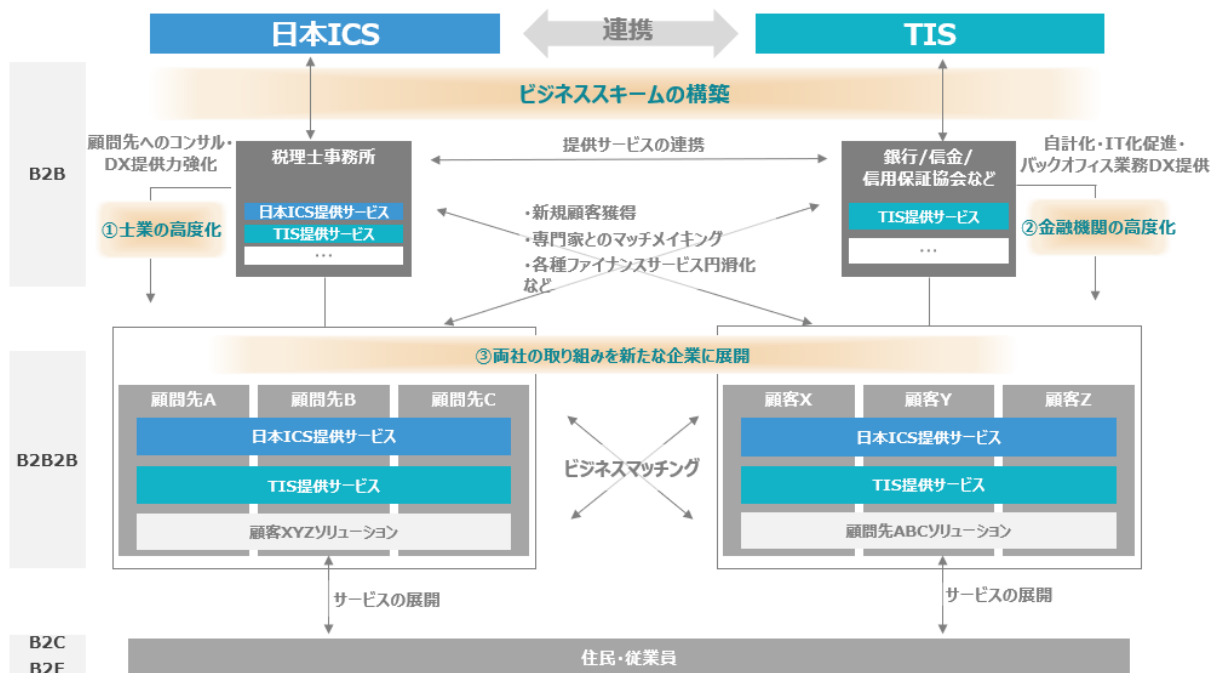 日本ICS
連携
TIS
ビジネススキームの構築
B2B
顧問先へのコンサル・
DX提供力強化
①士業の高度化
税理士事務所
日本ICS提供サービス
TIS提供サービス
…
提供サービスの連携
・新規顧客獲得
・専門家とのマッチメイキング
・各種ファイナンスサービス円滑化
など
銀行/信金/
信用保証協会など
TIS提供サービス
…
自計化・IT化促進・
バックオフィス業務DX提供
②金融機関の高度化
③両社の取り組みを新たな企業に展開
B2B2B
顧問先A
顧問先B
顧問先C
日本ICS提供サービス
TIS提供サービス
顧客XYZソリューション
ビジネスマッチング
顧客X
顧客Y
顧客Z
日本ICS提供サービス
TIS提供サービス
顧問先ABCソリューション
サービスの展開
サービスの展開
B2C
B2E
住民・従業員